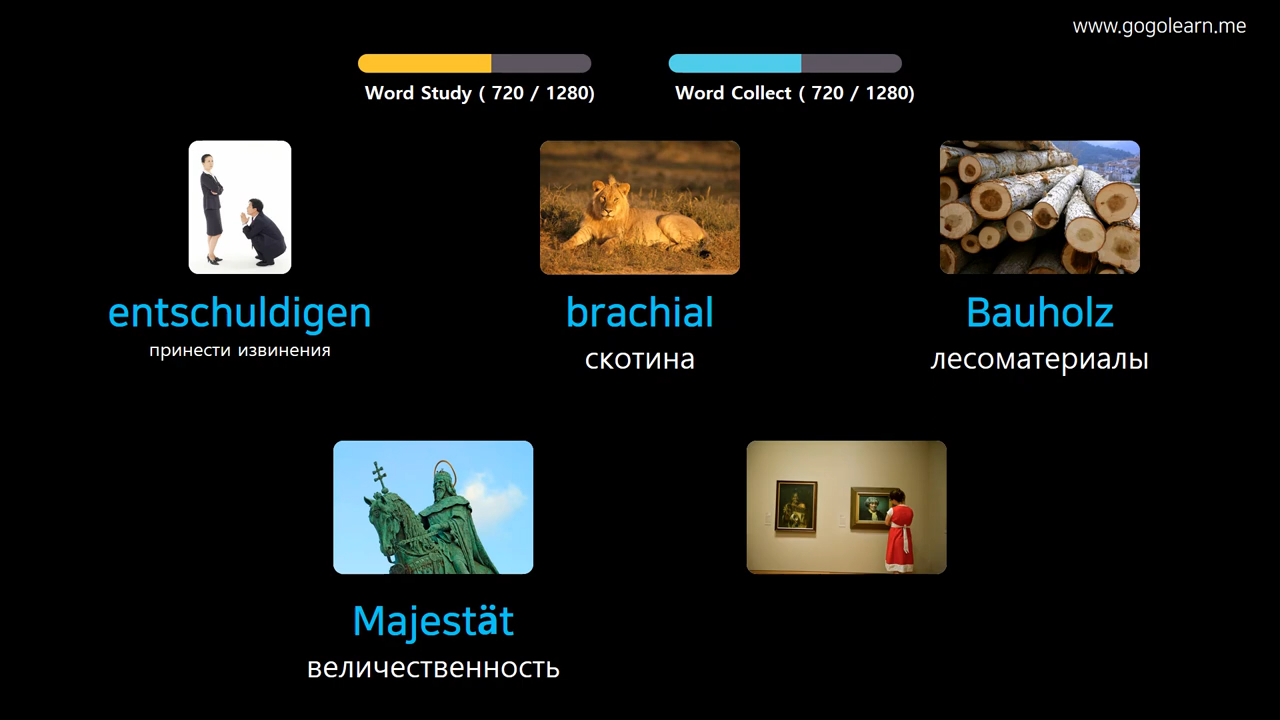 www.gogolearn.me
Word Study ( 720 / 1280)
Word Collect ( 720 / 1280)
entschuldigen
принести извинения
brachial
скотина
Bauholz
лесоматериалы
Majestät
величественность